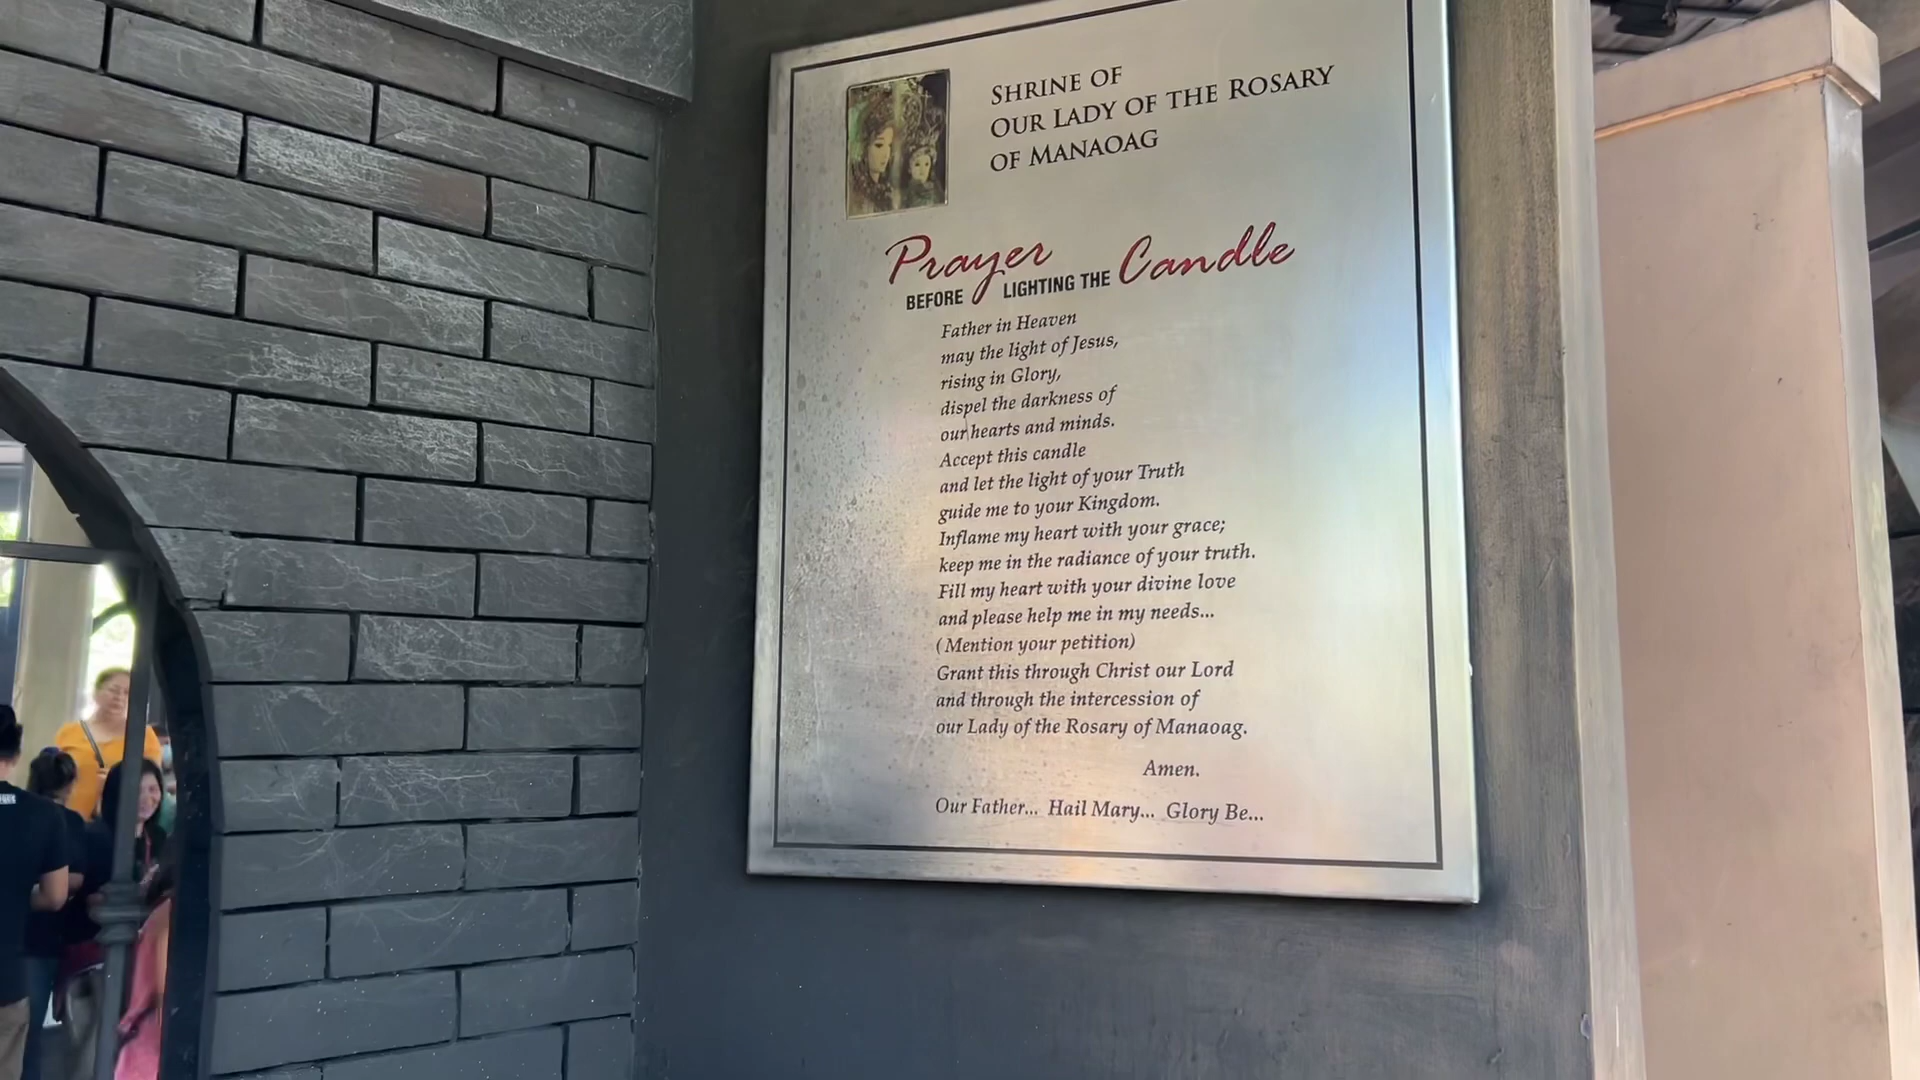 SHRINE OF
OUR LADY OF THE ROSARY
OF MANAOAG
Prayer
BEFORE LIGHTING THE Candle
Father in Heaven
may the light of Jesus,
rising in Glory,
dispel the darkness of
our hearts and minds.
Accept this candle
and let the light of your Truth
guide me to your Kingdom.
Inflame my heart with your grace;
keep me in the radiance of your truth.
Fill my heart with your divine love
and please help me in my needs...
( Mention your petition)
Grant this through Christ our Lord
and through the intercession of
our Lady of the Rosary of Manaoag.
Amen.
Our Father... Hail Mary... Glory Be...